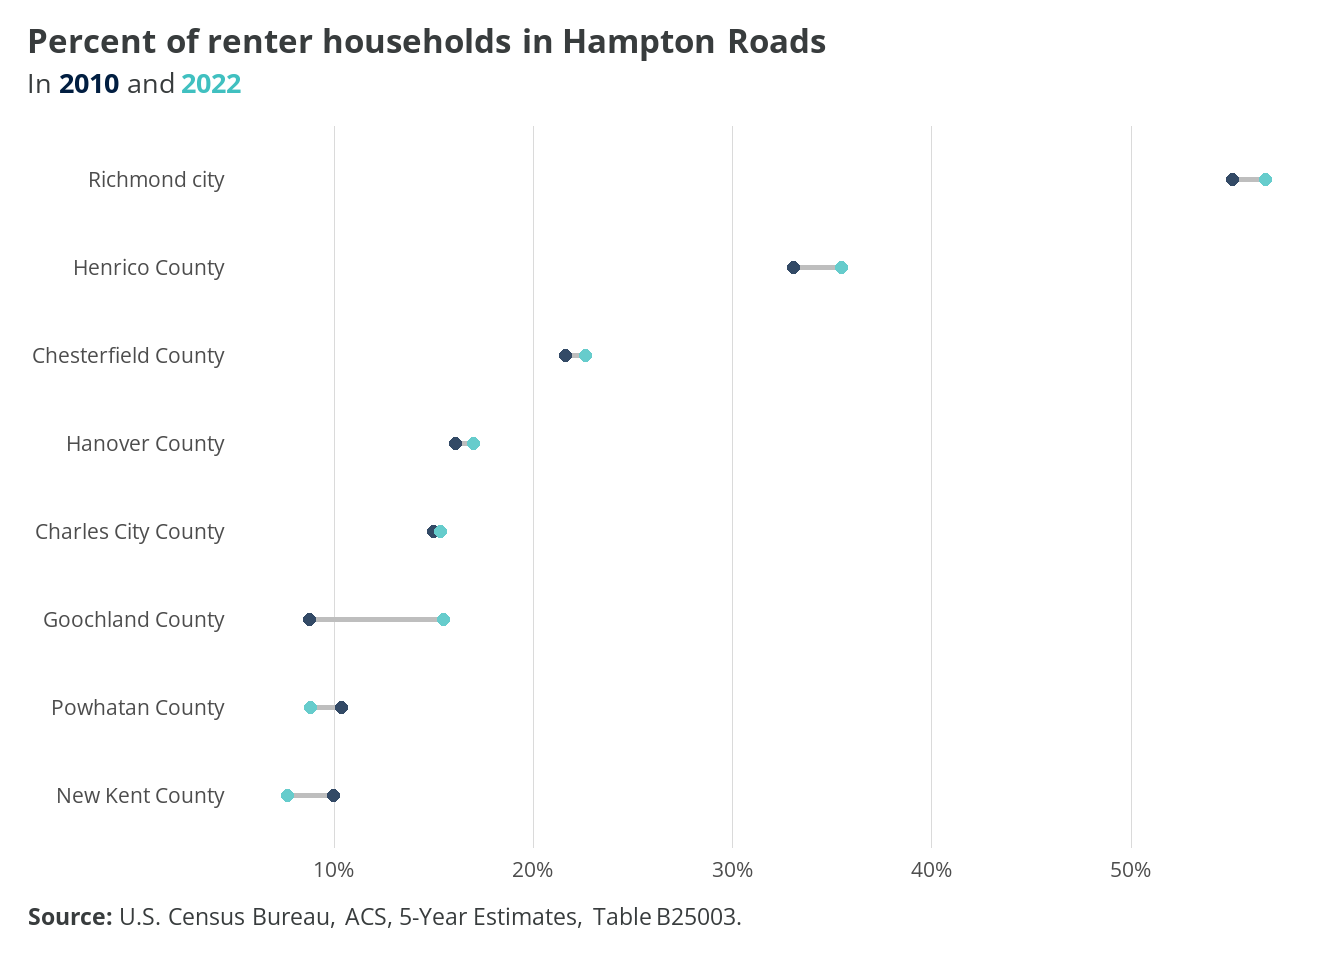 Percent of renter households in Hampton Roads
In 2010 and 2022
Richmond city
Henrico County
Chesterfield County
Hanover County
Charles City County
Goochland County
Powhatan County
New Kent County
10% 20% 30% 40% 50%
Source: U.S. Census Bureau, ACS, 5-Year Estimates, Table B25003.